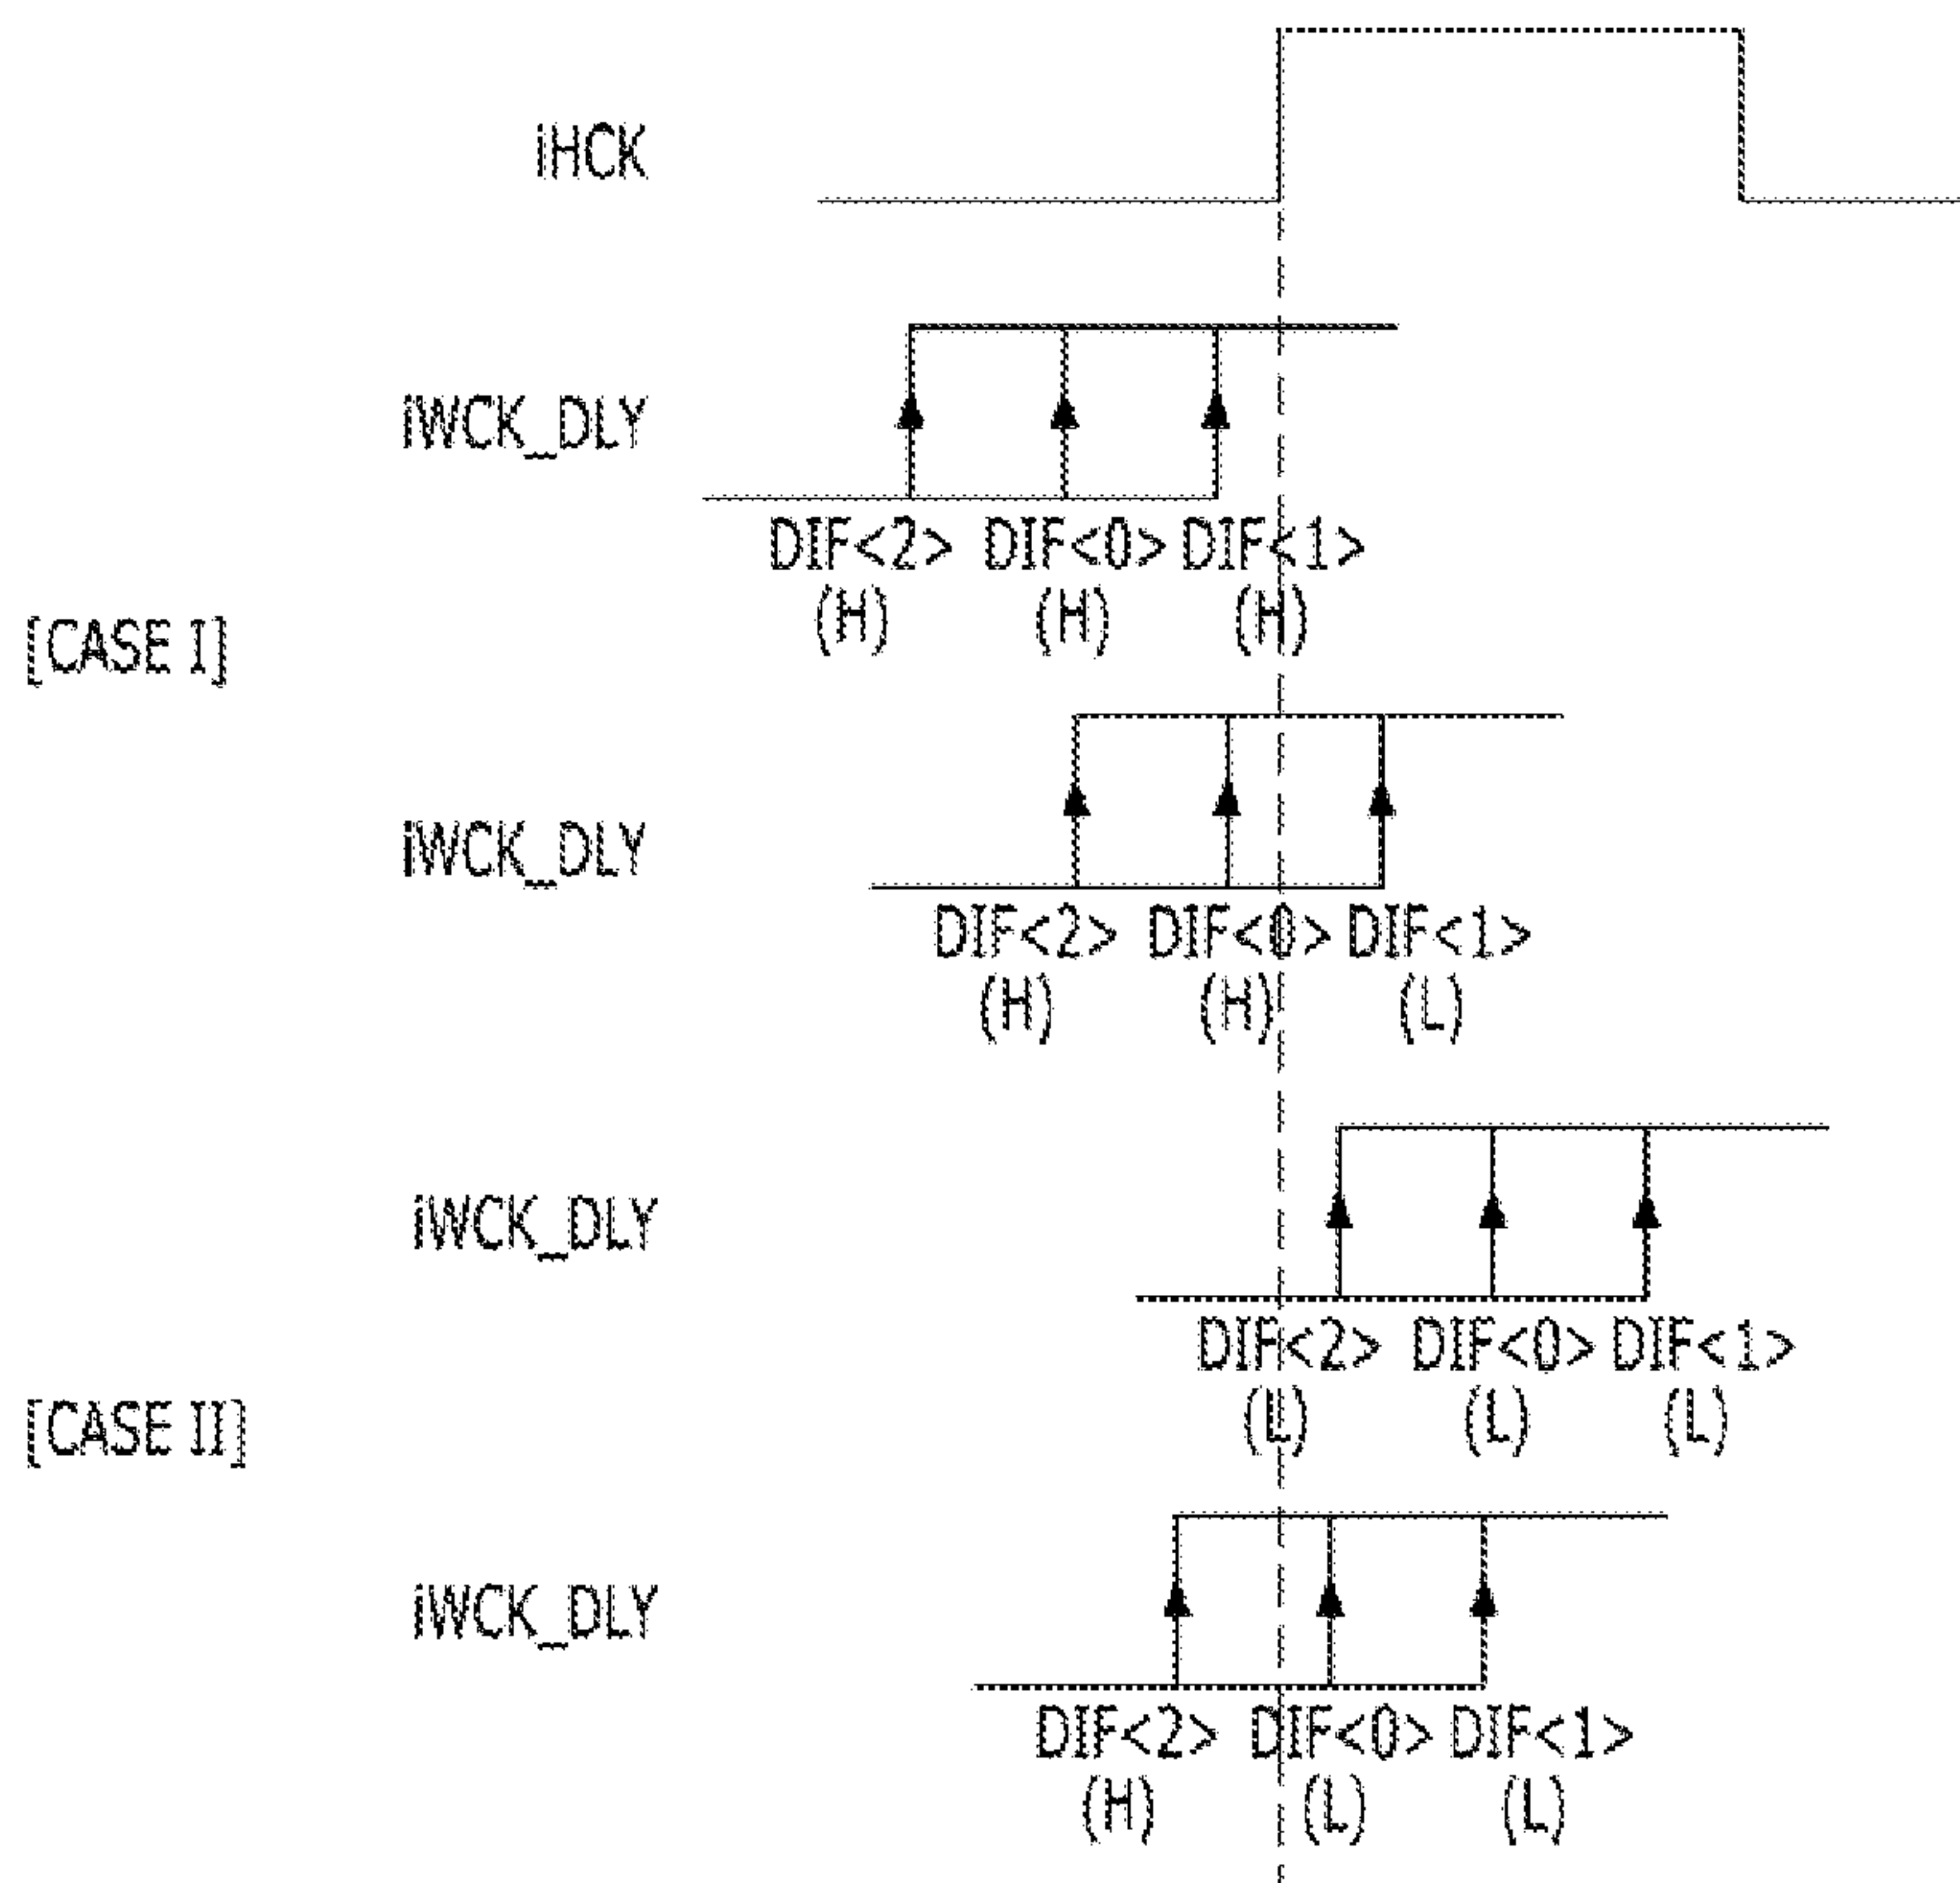 iHCK
iWCK_DLY
DIF<2> DIF<0> DIF<1>
(H) (H) (H)
[CASE I]
iWCK_DLY
DIF<2> DIF<0> DIF<1>
(H) (H) (L)
iWCK_DLY
DIF<2> DIF<0> DIF<1>
(L) (L) (L)
[CASE II]
iWCK_DLY
DIF<2> DIF<0> DIF<1>
(H) (L) (L)